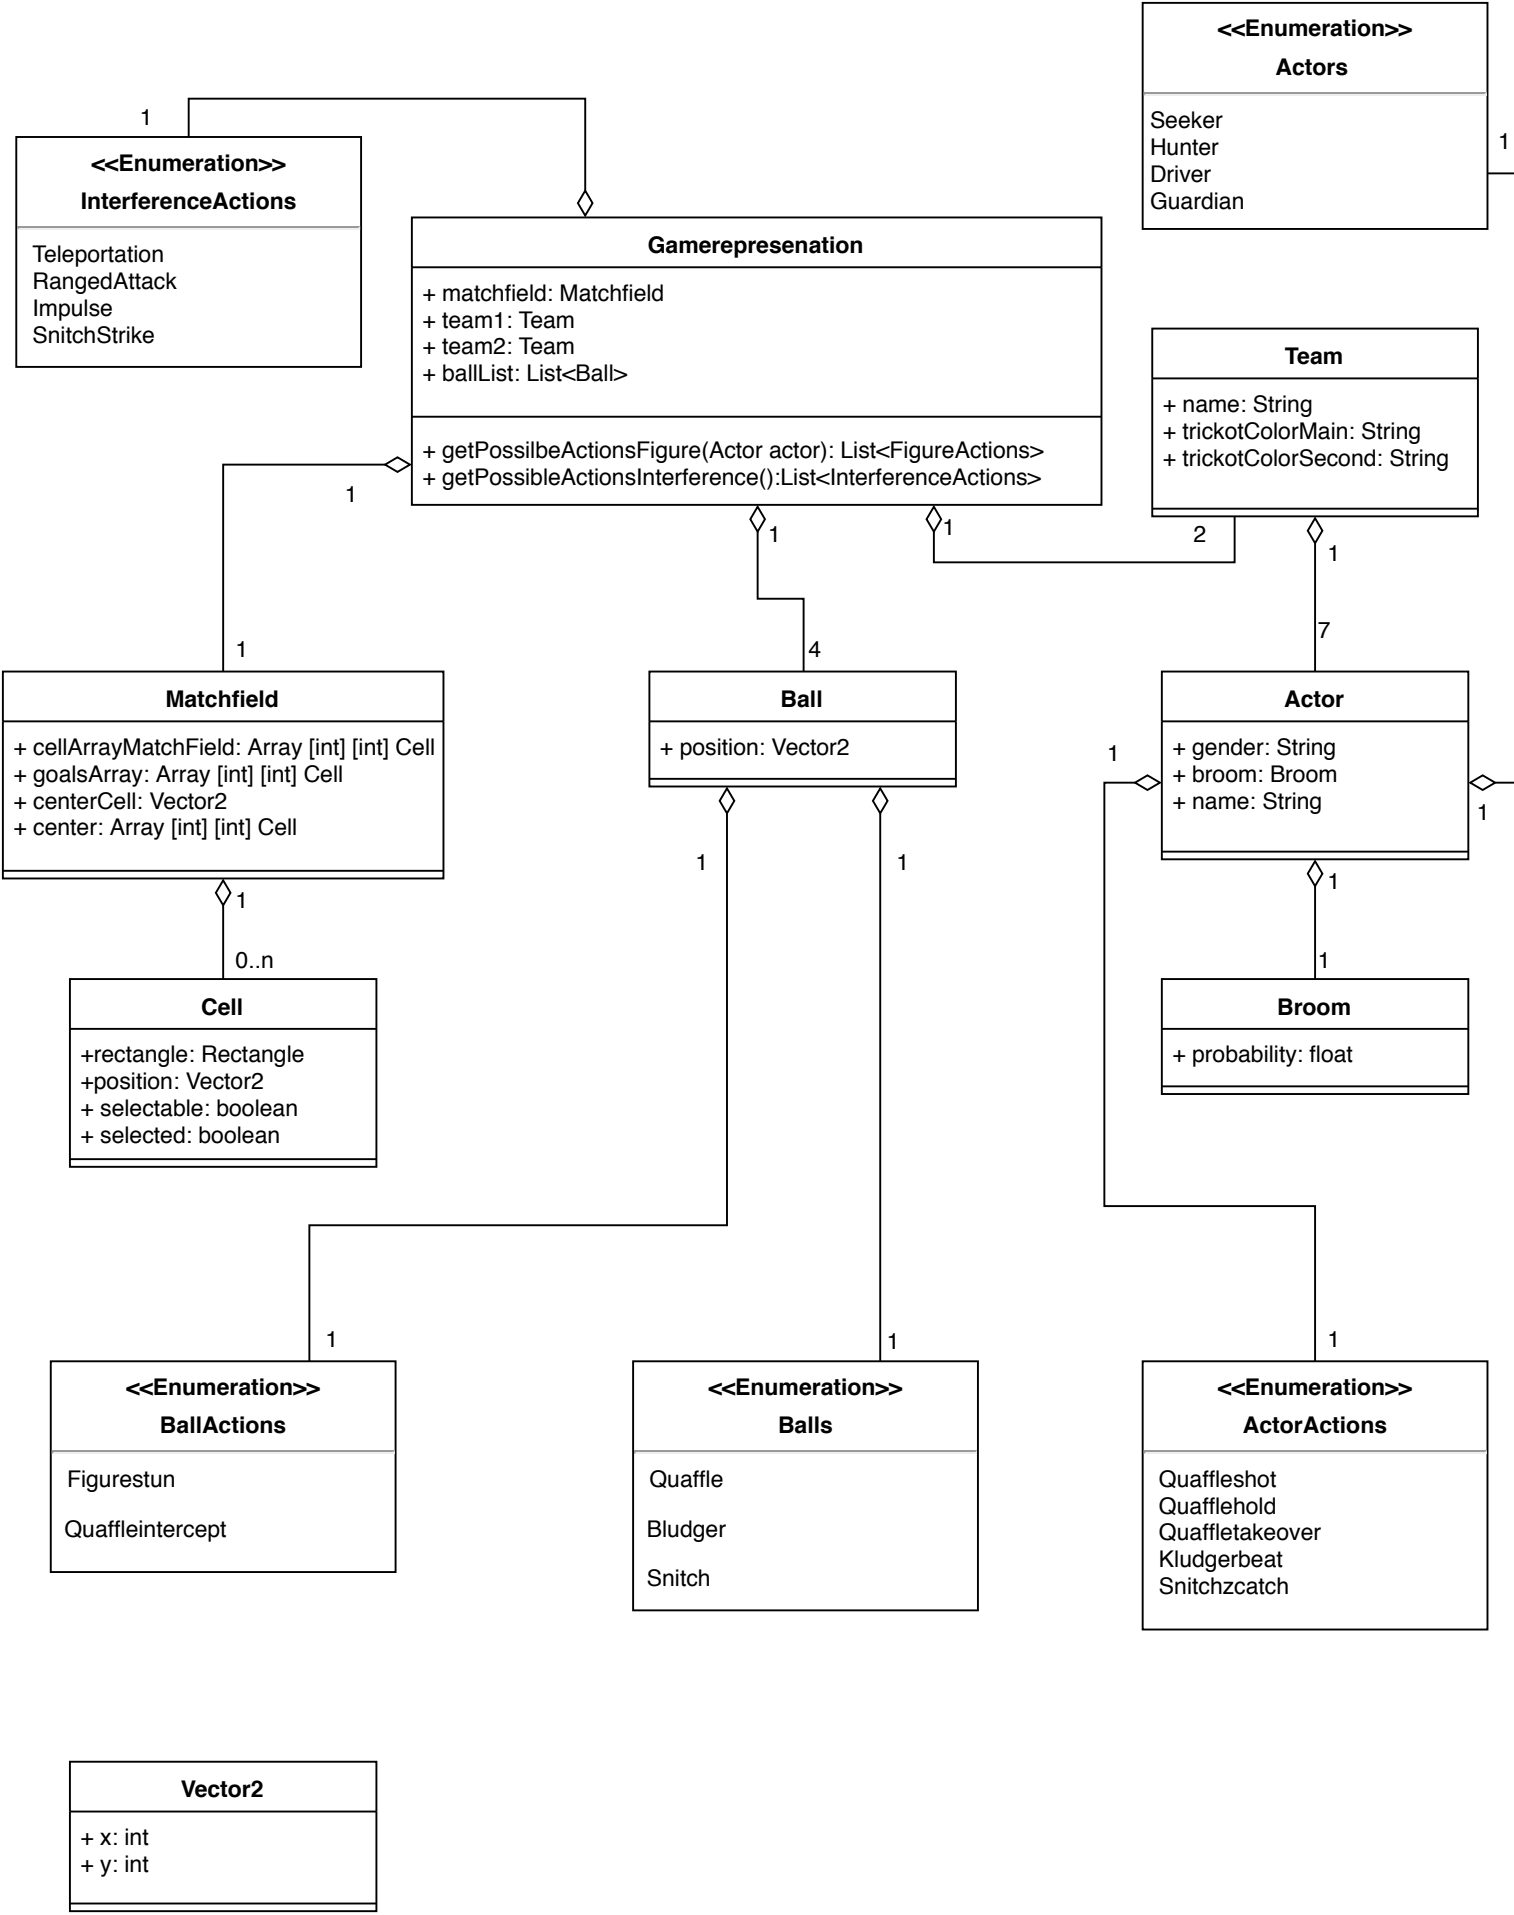 <<Enumeration>>
Actors
Seeker
Hunter
Driver
Guardian
1
1
<<Enumeration>>
InterferenceActions
Teleportation
RangedAttack
Impulse
SnitchStrike
Gamerepresenation
+ matchfield: Matchfield
+ team1: Team
+ team2: Team
+ ballList: List<Ball>
+ getPossilbeActionsFigure(Actor actor): List<FigureActions>
+ getPossibleActionsInterference():List<InterferenceActions>
Team
+ name: String
+ trickotColorMain: String
+ trickotColorSecond: String
1
1
1
2
1
1
4
7
Matchfield
+ cellArrayMatchField: Array [int] [int] Cell
+ goalsArray: Array [int] [int] Cell
+ centerCell: Vector2
+ center: Array [int] [int] Cell
Ball
+ position: Vector2
Actor
+ gender: String
+ broom: Broom
+ name: String
1
1
1
1
1
1
0..n
1
Cell
+rectangle: Rectangle
+position: Vector2
+ selectable: boolean
+ selected: boolean
Broom
+ probability: float
1
1
1
<<Enumeration>>
BallActions
Figurestun
Quaffleintercept
<<Enumeration>>
Balls
Quaffle
Bludger
Snitch
<<Enumeration>>
ActorActions
Quaffleshot
Quafflehold
Quaffletakeover
Kludgerbeat
Snitchzcatch
Vector2
+ x: int
+ y: int